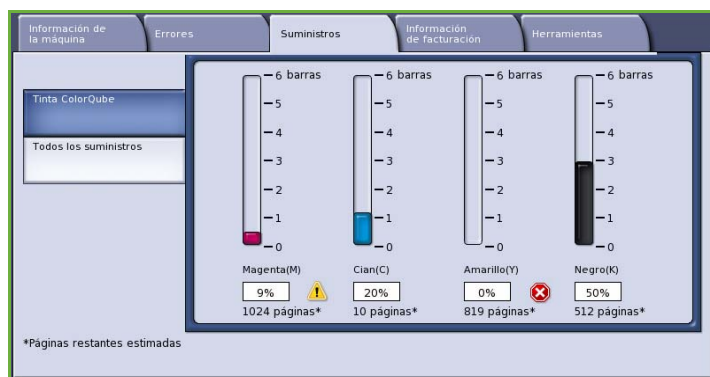 Información de
la máquina
Errores
Suministros
Información
de facturación
Herramientas
Tinta ColorQube
Todos los suministros
6 barras
5
4
3
2
1
0
Magenta(M)
9%
1024 páginas*
6 barras
5
4
3
2
1
0
Cian(C)
20%
10 páginas*
6 barras
5
4
3
2
1
0
Amarillo(Y)
0%
819 páginas*
6 barras
5
4
3
2
1
0
Negro(K)
50%
512 páginas*
*Páginas restantes estimadas